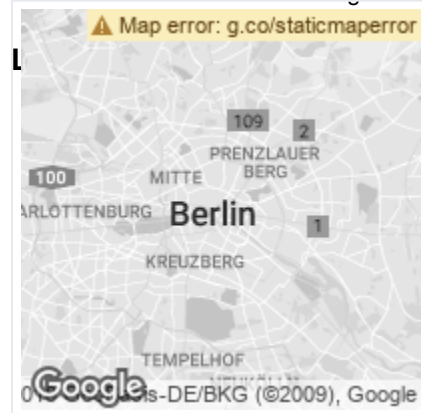 Map error: g.co/staticmaperror
L
109
2
PRENZLAUER
BERG
100
MITTE
ARLOTTENBURG
Berlin
1
KREUZBERG
TEMPELHOF
Google
-DE/BKG (©2009), Google